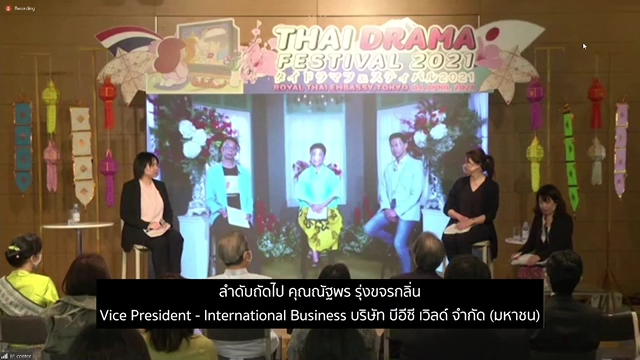 Recording
THAI DRAMA
FESTIVAL 2021
タイドラマフェスティバル2021
ROYAL THAI EMBASSY, TOKYO
ลำดับถัดไป คุณณัฐพร รุ่งขจรกลิ่น
Vice President - International Business บริษัท บีอีซี เวิลด์ จำกัด (มหาชน)